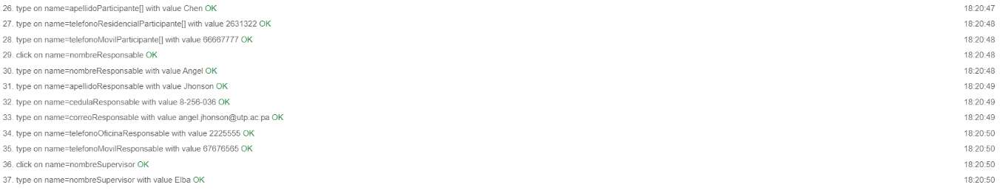 26. type on name=apellidoParticipante[] with value Chen OK 18:20:47
27. type on name=telefonoResidencialParticipante[] with value 2631322 OK 18:20:48
28. type on name=telefonoMovilParticipante[] with value 66667777 OK 18:20:48
29. click on name=nombreResponsable OK 18:20:48
30. type on name=nombreResponsable with value Angel OK 18:20:48
31. type on name=apellidoResponsable with value Jhonson OK 18:20:49
32. type on name=cedulaResponsable with value 8-256-036 OK 18:20:49
33. type on name=correoResponsable with value angel.jhonson@utp.ac.pa OK 18:20:49
34. type on name=telefonoOficinaResponsable with value 2225555 OK 18:20:50
35. type on name=telefonoMovilResponsable with value 67676565 OK 18:20:50
36. click on name=nombreSupervisor OK 18:20:50
37. type on name=nombreSupervisor with value Elba OK 18:20:50